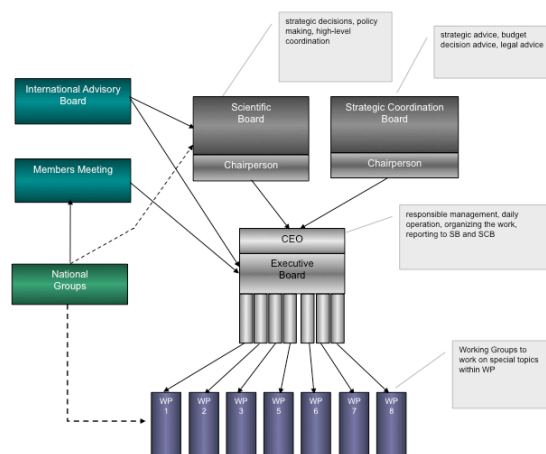 strategic decisions, policy
making, high-level
coordination
strategic advice, budget
decision advice, legal advice
International Advisory
Board
Scientific
Board
Strategic Coordination
Board
Chairperson
Chairperson
Members Meeting
responsible management, daily
operation, organizing the work,
reporting to SB and SCB
CEO
Executive
Board
National
Groups
Working Groups to
work on special topics
within WP
WP
1
WP
2
WP
3
WP
5
WP
6
WP
7
WP
8